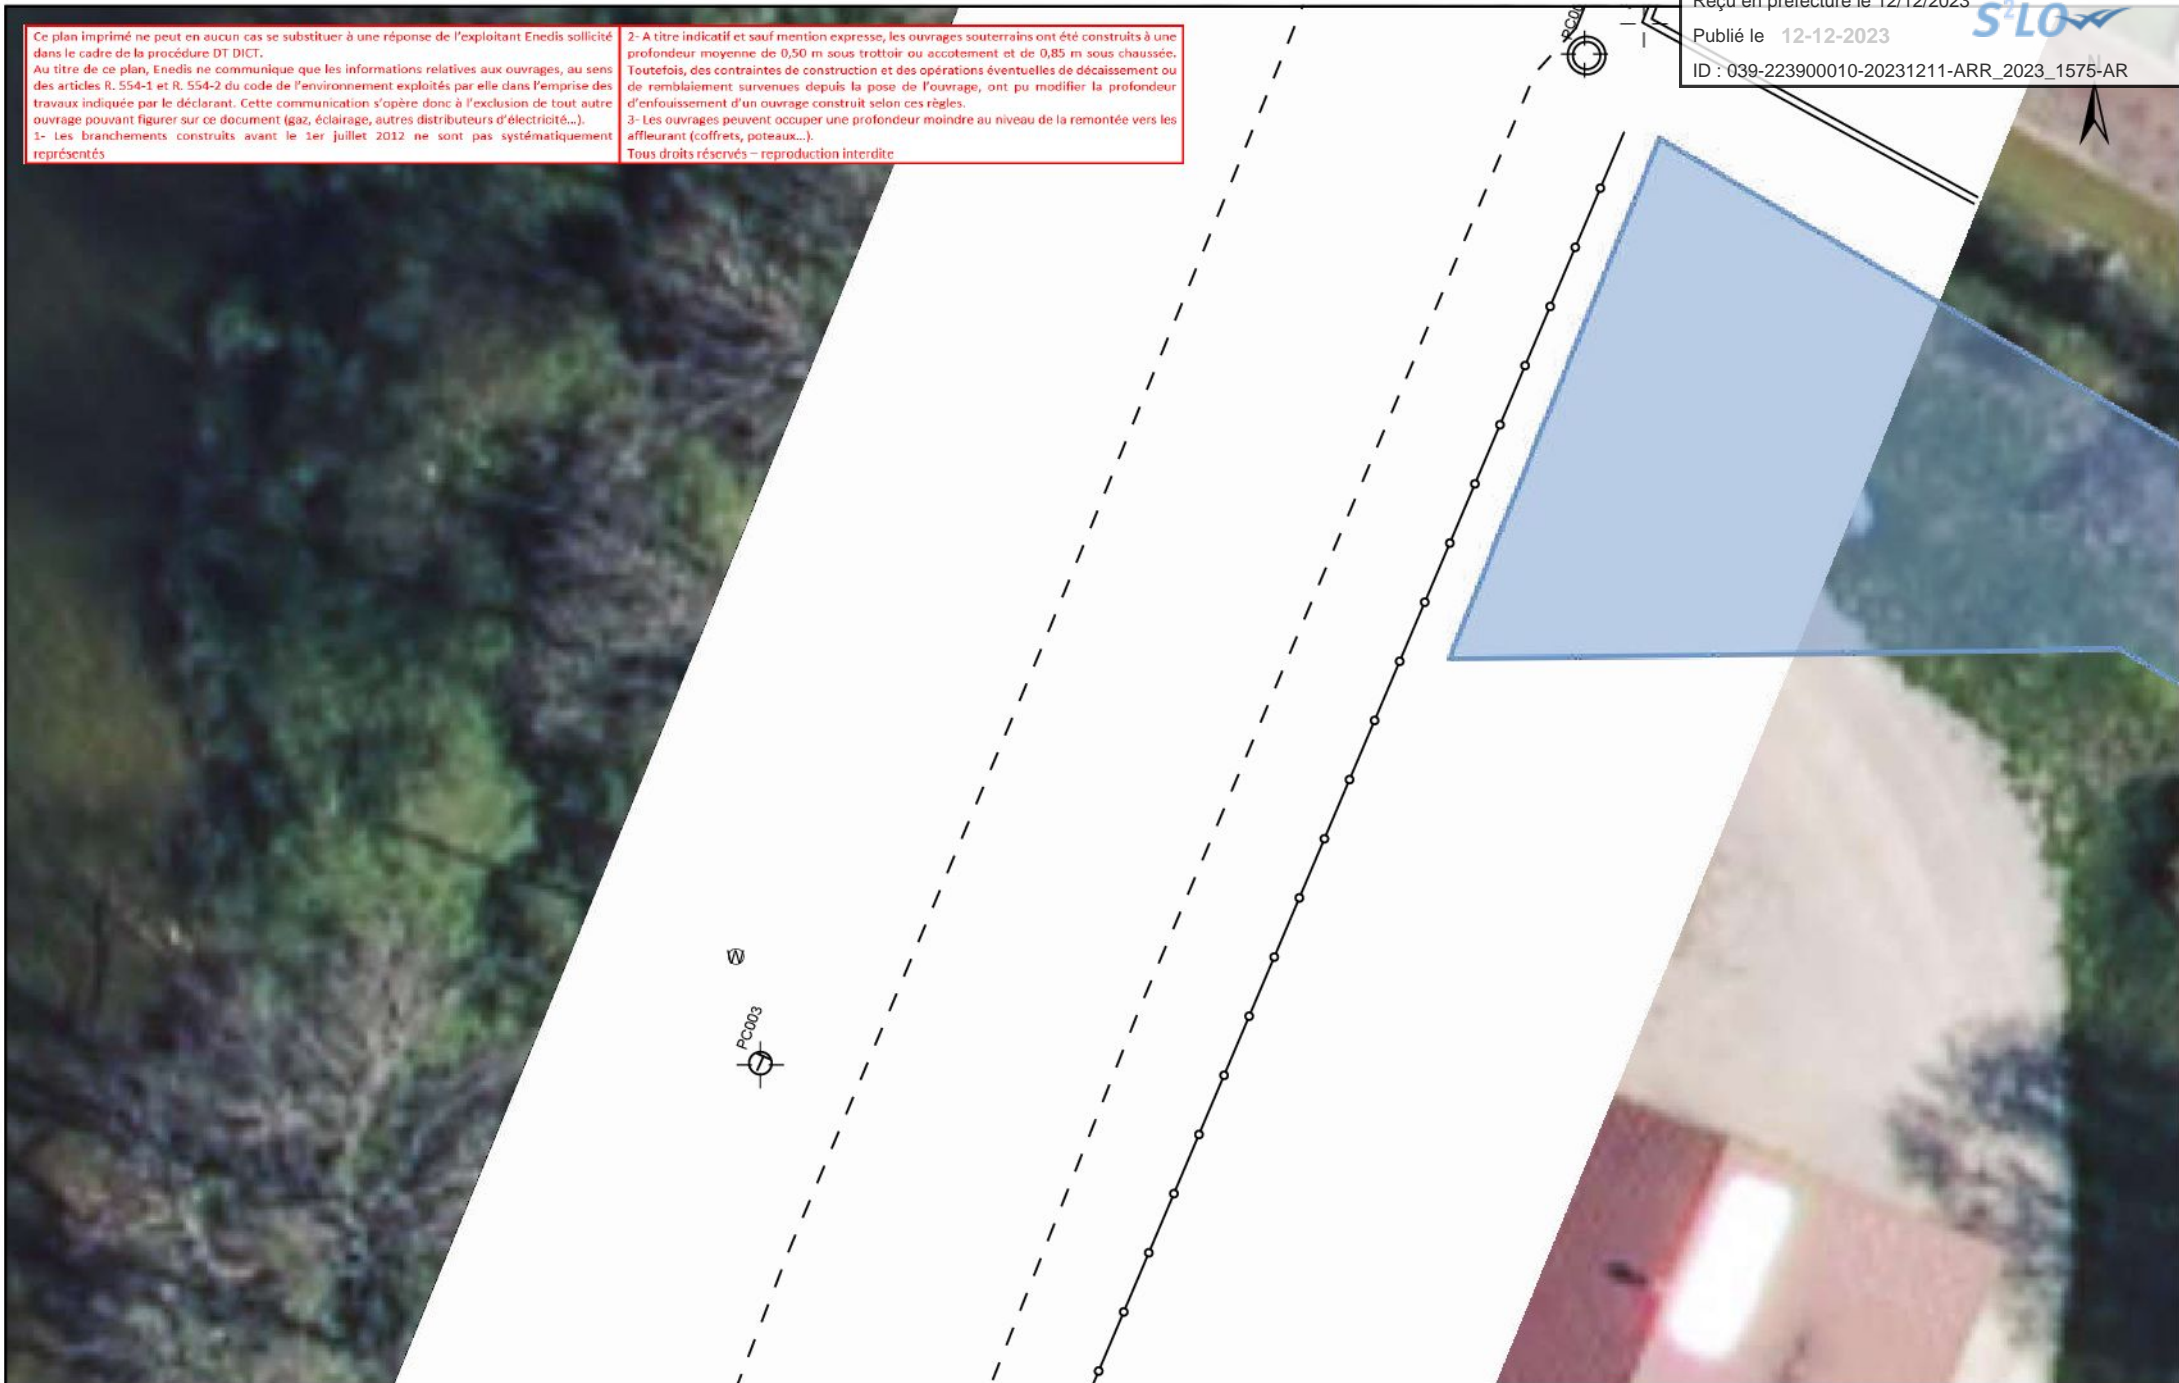 Ce plan imprimé ne peut en aucun cas se substituer à une réponse de l'exploitant Enedis sollicité
dans le cadre de la procédure DT DICT.
Au titre de ce plan, Enedis ne communique que les informations relatives aux ouvrages, au sens
des articles R. 554-1 et R. 554-2 du code de l'environnement exploités par elle dans l'emprise des
travaux indiquée par le déclarant. Cette communication s'opère donc à l'exclusion de tout autre
ouvrage pouvant figurer sur ce document (gaz, éclairage, autres distributeurs d'électricité...).
1- Les branchements construits avant le 1er juillet 2012 ne sont pas systématiquement
représentés
2- A titre indicatif et sauf mention expresse, les ouvrages souterrains ont été construits à une
profondeur moyenne de 0,50 m sous trottoir ou accotement et de 0,85 m sous chaussée.
Toutefois, des contraintes de construction et des opérations éventuelles de décaissement ou
de remblaiement survenues depuis la pose de l'ouvrage, ont pu modifier la profondeur
d'enfouissement d'un ouvrage construit selon ces règles.
3- Les ouvrages peuvent occuper une profondeur moindre au niveau de la remontée vers les
affleurant (coffrets, poteaux...).
Tous droits réservés – reproduction interdite
Reçu en préfecture le 12/12/2023
Publié le 12-12-2023
S²LO
ID : 039-223900010-20231211-ARR_2023_1575-AR
N
W
PC003
T